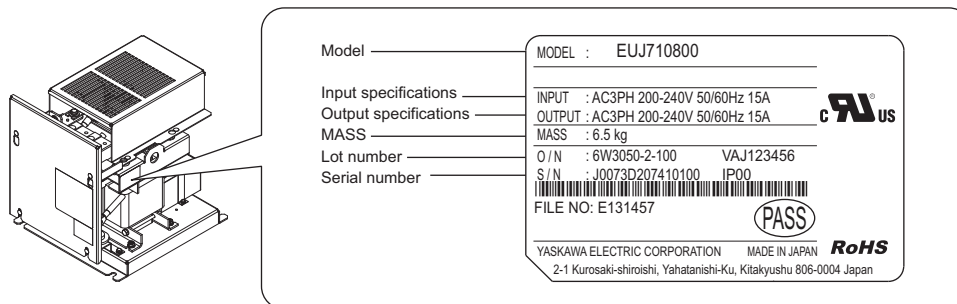 Model
Input specifications
Output specifications
MASS
Lot number
Serial number
MODEL : EUJ710800
INPUT : AC3PH 200-240V 50/60Hz 15A
OUTPUT : AC3PH 200-240V 50/60Hz 15A
MASS : 6.5 kg
O / N : 6W3050-2-100 VAJ123456
S / N : J0073D207410100 IP00
FILE NO: E131457
PASS
YASKAWA ELECTRIC CORPORATION MADE IN JAPAN RoHS
2-1 Kurosaki-shiroishi, Yahatanishi-Ku, Kitakyushu 806-0004 Japan
c RU ® US